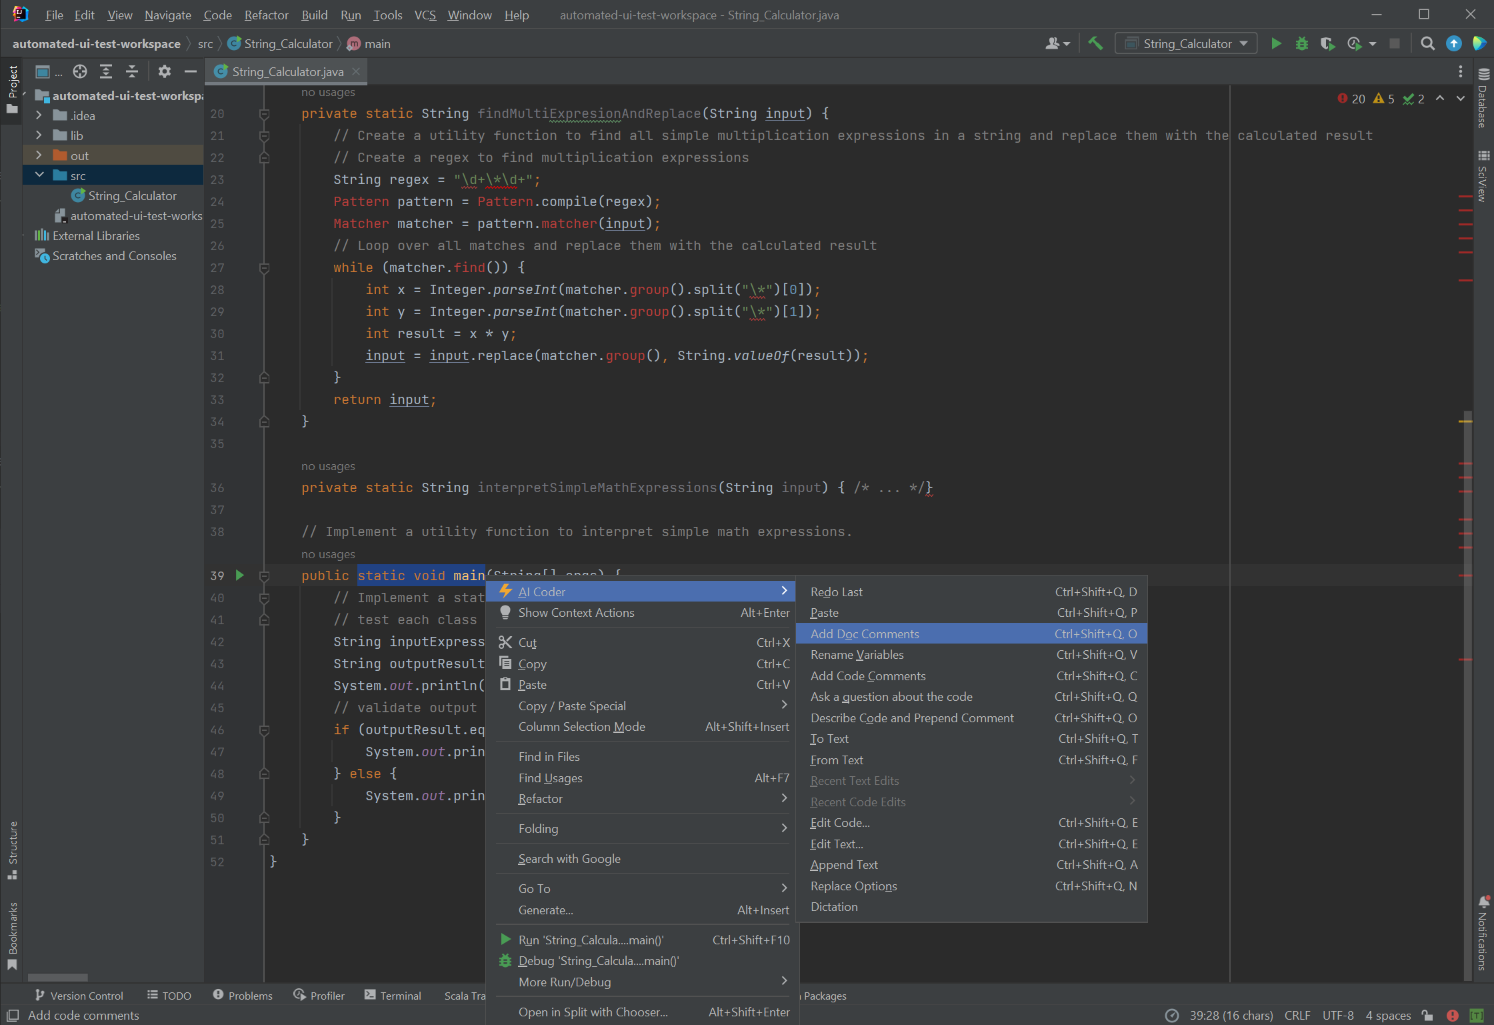 File Edit View Navigate Code Refactor Build Run Tools VCS Window Help automated-ui-test-workspace - String_Calculator.java
automated-ui-test-workspace src String_Calculator main String_Calculator
Project ... String_Calculator.java
automated-ui-test-worksp
.idea
lib
out
src
String_Calculator
automated-ui-test-works
External Libraries
Scratches and Consoles
20 5 2
no usages
20 private static String findMultiExpresionAndReplace(String input) {
21 // Create a utility function to find all simple multiplication expressions in a string and replace them with the calculated result
22 // Create a regex to find multiplication expressions
23 String regex = "\d+\*\d+";
24 Pattern pattern = Pattern.compile(regex);
25 Matcher matcher = pattern.matcher(input);
26 // Loop over all matches and replace them with the calculated result
27 while (matcher.find()) {
28 int x = Integer.parseInt(matcher.group().split("\*")[0]);
29 int y = Integer.parseInt(matcher.group().split("\*")[1]);
30 int result = x * y;
31 input = input.replace(matcher.group(), String.valueOf(result));
32 }
33 return input;
34 }
35
no usages
36 private static String interpretSimpleMathExpressions(String input) { /* ... */}
37
38 // Implement a utility function to interpret simple math expressions.
no usages
39 public static void main(String[] args) {
40 // Implement a stat
41 // test each class
42 String inputExpress
43 String outputResult
44 System.out.println(
45 // validate output
46 if (outputResult.eq
47 System.out.prin
48 } else {
49 System.out.prin
50 }
51 }
52 }
AI Coder
Show Context Actions Alt+Enter
Cut Ctrl+X
Copy Ctrl+C
Paste Ctrl+V
Copy / Paste Special
Column Selection Mode Alt+Shift+Insert
Find in Files
Find Usages Alt+F7
Refactor
Folding
Search with Google
Go To
Generate... Alt+Insert
Run 'String_Calcula....main()' Ctrl+Shift+F10
Debug 'String_Calcula....main()'
More Run/Debug
Open in Split with Chooser... Alt+Shift+Enter
Redo Last Ctrl+Shift+Q, D
Paste Ctrl+Shift+Q, P
Add Doc Comments Ctrl+Shift+Q, O
Rename Variables Ctrl+Shift+Q, V
Add Code Comments Ctrl+Shift+Q, C
Ask a question about the code Ctrl+Shift+Q, Q
Describe Code and Prepend Comment Ctrl+Shift+Q, O
To Text Ctrl+Shift+Q, T
From Text Ctrl+Shift+Q, F
Recent Text Edits
Recent Code Edits
Edit Code... Ctrl+Shift+Q, E
Edit Text... Ctrl+Shift+Q, E
Append Text Ctrl+Shift+Q, A
Replace Options Ctrl+Shift+Q, N
Dictation
Database
SciView
Notifications
Structure
Bookmarks
Version Control TODO Problems Profiler Terminal Scala Tra Packages
Add code comments 39:28 (16 chars) CRLF UTF-8 4 spaces